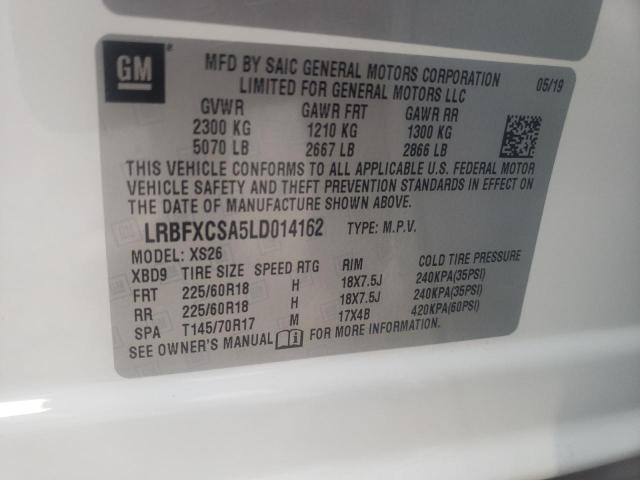 GM ®
MFD BY SAIC GENERAL MOTORS CORPORATION
LIMITED FOR GENERAL MOTORS LLC
05/19
GVWR GAWR FRT GAWR RR
2300 KG 1210 KG 1300 KG
5070 LB 2667 LB 2866 LB
THIS VEHICLE CONFORMS TO ALL APPLICABLE U.S. FEDERAL MOTOR
VEHICLE SAFETY AND THEFT PREVENTION STANDARDS IN EFFECT ON
THE DATE OF MANUFACTURE SHOWN ABOVE.
LRBFXCSA5LD014162 TYPE: M.P.V.
MODEL: XS26
XBD9 TIRE SIZE SPEED RTG RIM COLD TIRE PRESSURE
FRT 225/60R18 H 18X7.5J 240KPA(35PSI)
RR 225/60R18 H 18X7.5J 240KPA(35PSI)
SPA T145/70R17 M 17X4B 420KPA(60PSI)
SEE OWNER'S MANUAL